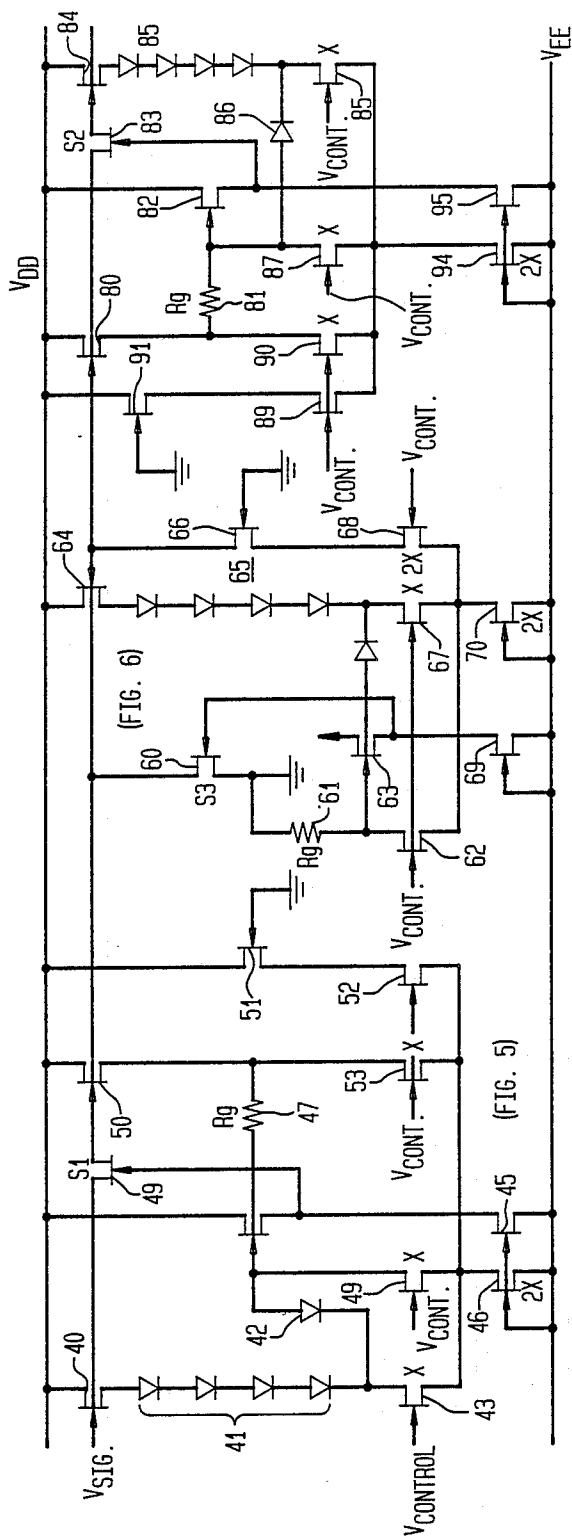 V_DD
V_SIG.
40
41
42
V_CONTROL
43
X
S1
49
Rg
47
50
V_CONT.
49
X
46
2X
45
(FIG. 5)
V_CONT.
53
X
51
52
V_CONT.
(FIG. 6)
60
S3
Rg
61
63
62
69
64
65
66
67
X
68
2X
V_CONT.
70
2X
80
91
Rg
81
89
90
X
V_CONT.
82
S2
83
84
85
86
87
X
V_CONT.
85
X
V_CONT.
94
2X
95
V_EE